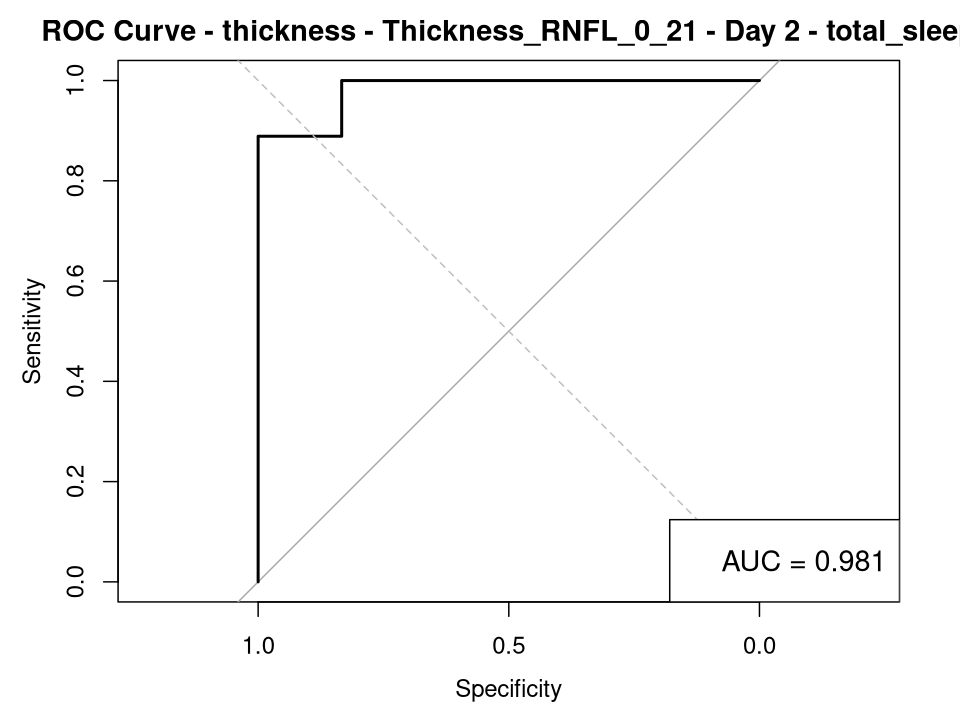 ROC Curve - thickness - Thickness_RNFL_0_21 - Day 2 - total_sleep
1.0
0.8
0.6
0.4
0.2
0.0
Sensitivity
AUC = 0.981
1.0 0.5 0.0
Specificity